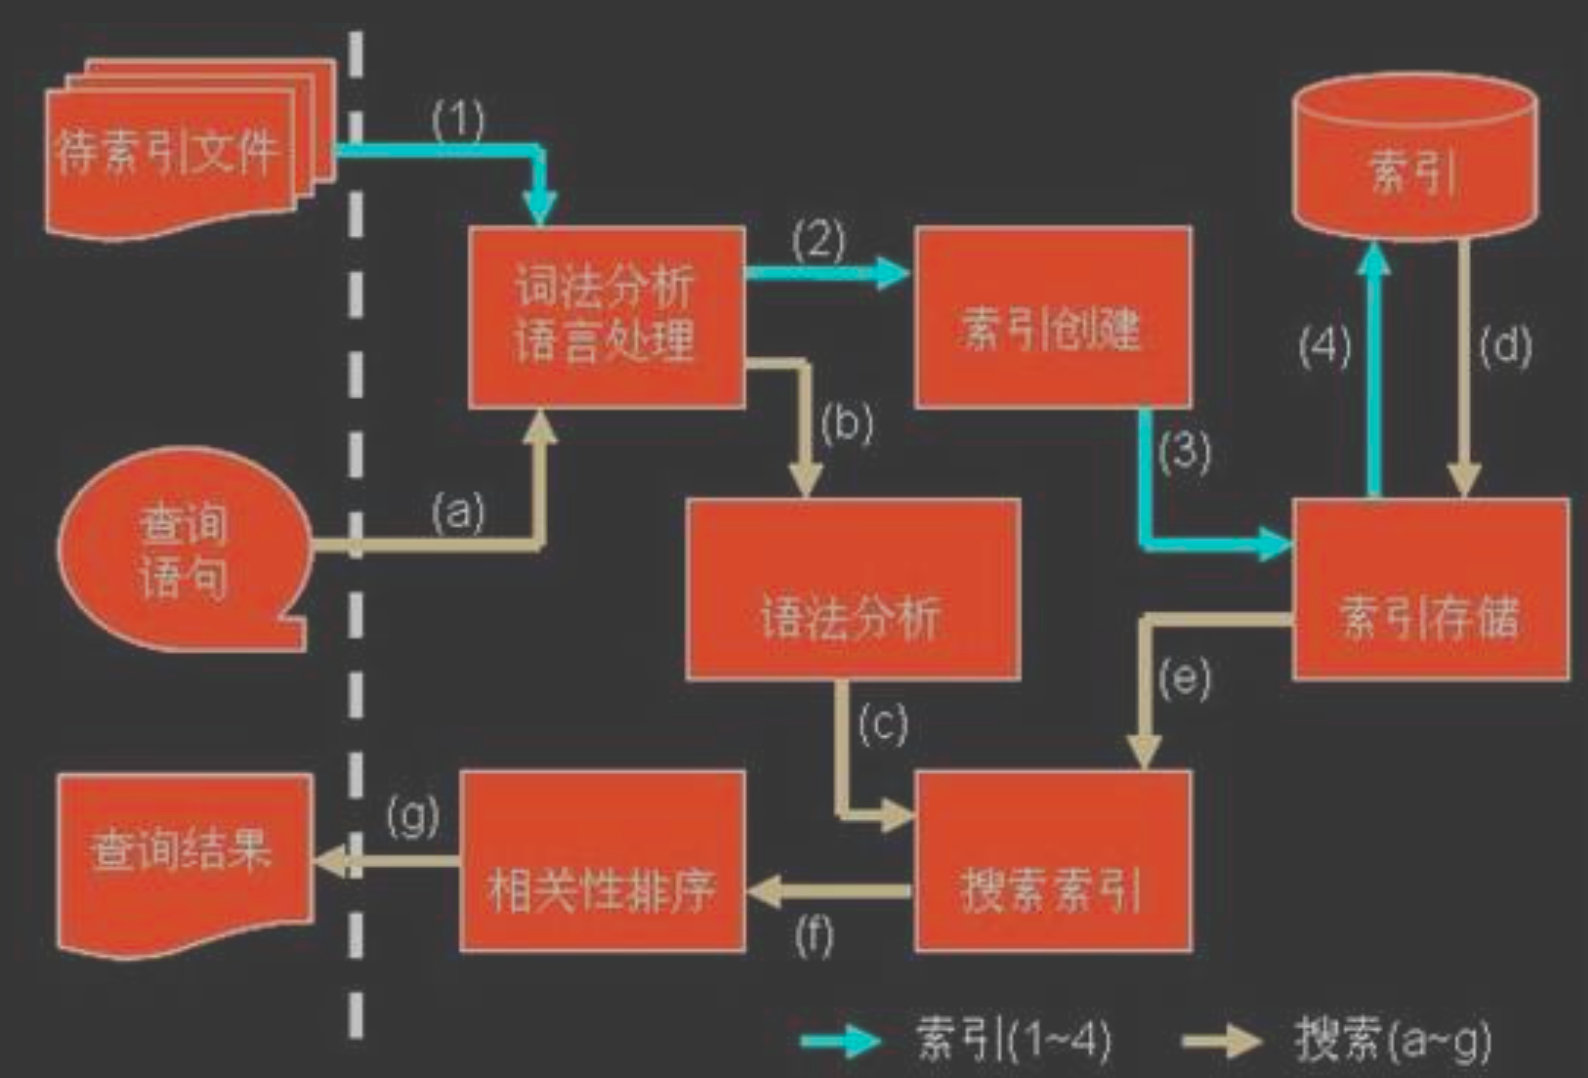 待索引文件
(1)
索引
词法分析
语言处理
(2)
索引创建
(4)
(d)
(b)
(3)
查询
语句
(a)
语法分析
索引存储
(e)
(c)
查询结果
(g)
相关性排序
(f)
搜索索引
索引(1~4)
搜索(a~g)